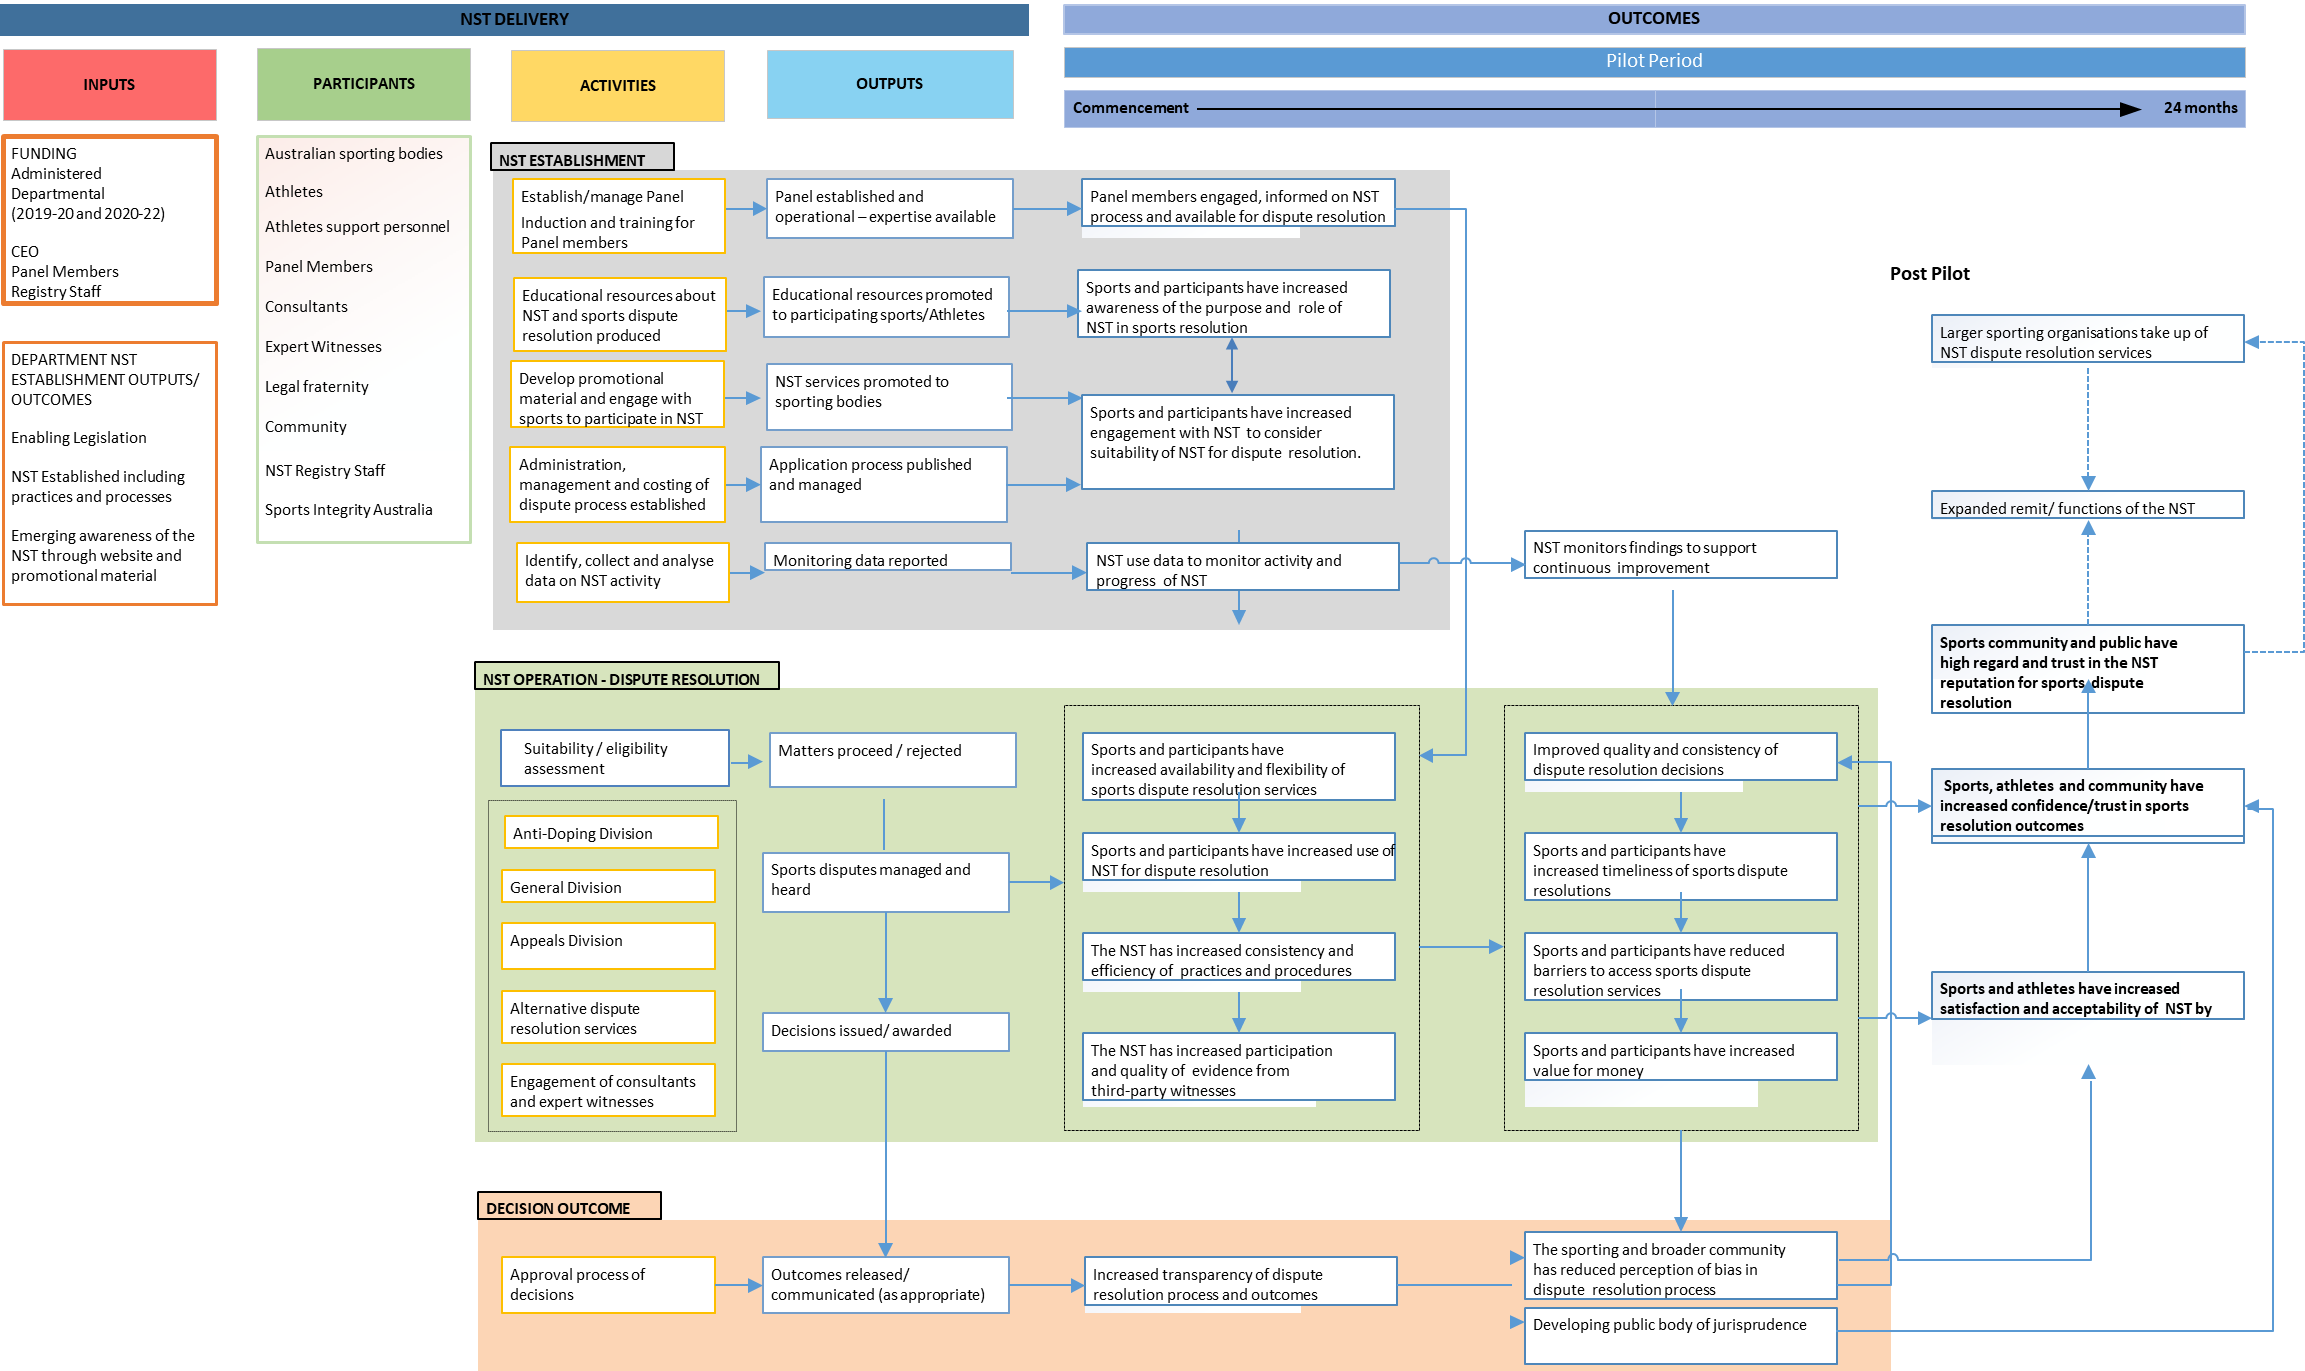 NST DELIVERY
OUTCOMES
Pilot Period
Commencement
24 months
INPUTS
PARTICIPANTS
ACTIVITIES
OUTPUTS
FUNDING
Administered
Departmental
(2019-20 and 2020-22)
CEO
Panel Members
Registry Staff
DEPARTMENT NST
ESTABLISHMENT OUTPUTS/
OUTCOMES
Enabling Legislation
NST Established including
practices and processes
Emerging awareness of the
NST through website and
promotional material
Australian sporting bodies
Athletes
Athletes support personnel
Panel Members
Consultants
Expert Witnesses
Legal fraternity
Community
NST Registry Staff
Sports Integrity Australia
NST ESTABLISHMENT
Establish/manage Panel
Induction and training for
Panel members
Panel established and
operational – expertise available
Panel members engaged, informed on NST
process and available for dispute resolution
Educational resources about
NST and sports dispute
resolution produced
Educational resources promoted
to participating sports/Athletes
Sports and participants have increased
awareness of the purpose and role of
NST in sports resolution
Develop promotional
material and engage with
sports to participate in NST
NST services promoted to
sporting bodies
Sports and participants have increased
engagement with NST to consider
suitability of NST for dispute resolution.
Administration,
management and costing of
dispute process established
Application process published
and managed
Identify, collect and analyse
data on NST activity
Monitoring data reported
NST use data to monitor activity and
progress of NST
NST monitors findings to support
continuous improvement
Post Pilot
Larger sporting organisations take up of
NST dispute resolution services
Expanded remit/ functions of the NST
Sports community and public have
high regard and trust in the NST
reputation for sports dispute
resolution
Sports, athletes and community have
increased confidence/trust in sports
resolution outcomes
Sports and athletes have increased
satisfaction and acceptability of NST by
NST OPERATION - DISPUTE RESOLUTION
Suitability / eligibility
assessment
Matters proceed / rejected
Anti-Doping Division
General Division
Appeals Division
Alternative dispute
resolution services
Engagement of consultants
and expert witnesses
Sports disputes managed and
heard
Decisions issued/ awarded
Sports and participants have
increased availability and flexibility of
sports dispute resolution services
Sports and participants have increased use of
NST for dispute resolution
The NST has increased consistency and
efficiency of practices and procedures
The NST has increased participation
and quality of evidence from
third-party witnesses
Improved quality and consistency of
dispute resolution decisions
Sports and participants have
increased timeliness of sports dispute
resolutions
Sports and participants have reduced
barriers to access sports dispute
resolution services
Sports and participants have increased
value for money
DECISION OUTCOME
Approval process of
decisions
Outcomes released/
communicated (as appropriate)
Increased transparency of dispute
resolution process and outcomes
The sporting and broader community
has reduced perception of bias in
dispute resolution process
Developing public body of jurisprudence